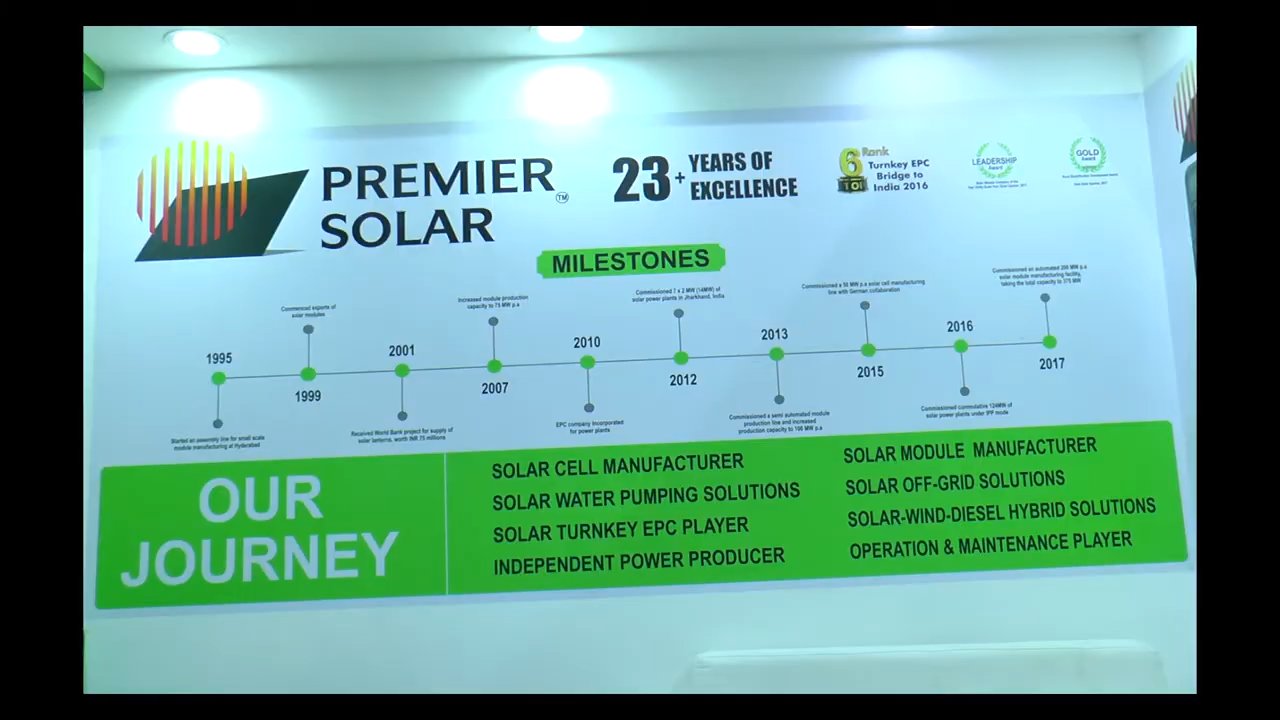 PREMIER
SOLAR
TM
23+ YEARS OF
EXCELLENCE
6 Rank
Turnkey EPC
Bridge to
India 2016
LEADERSHIP
Award
GOLD
Award
MILESTONES
1995
Started an assembly line for small scale
module manufacturing at Hyderabad
Commenced exports of
solar modules
1999
2001
Received World Bank project for supply of
solar lanterns, worth INR 75 millions
Increased module production
capacity to 75 MW p.a
2007
2010
EPC company incorporated
for power plants
Commissioned 7 x 2 MW (14MW) of
solar power plants in Jharkhand, India
2012
2013
Commissioned a semi automated module
production line and increased
production capacity to 100 MW p.a
Commissioned a 50 MW p.a solar cell manufacturing
line with German collaboration
2015
2016
Commissioned commutative 124MW of
solar power plants under IPP mode
Commissioned an automated 200 MW p.a
solar module manufacturing facility,
taking the total capacity to 375 MW
2017
OUR
JOURNEY
SOLAR CELL MANUFACTURER
SOLAR WATER PUMPING SOLUTIONS
SOLAR TURNKEY EPC PLAYER
INDEPENDENT POWER PRODUCER
SOLAR MODULE MANUFACTURER
SOLAR OFF-GRID SOLUTIONS
SOLAR-WIND-DIESEL HYBRID SOLUTIONS
OPERATION & MAINTENANCE PLAYER